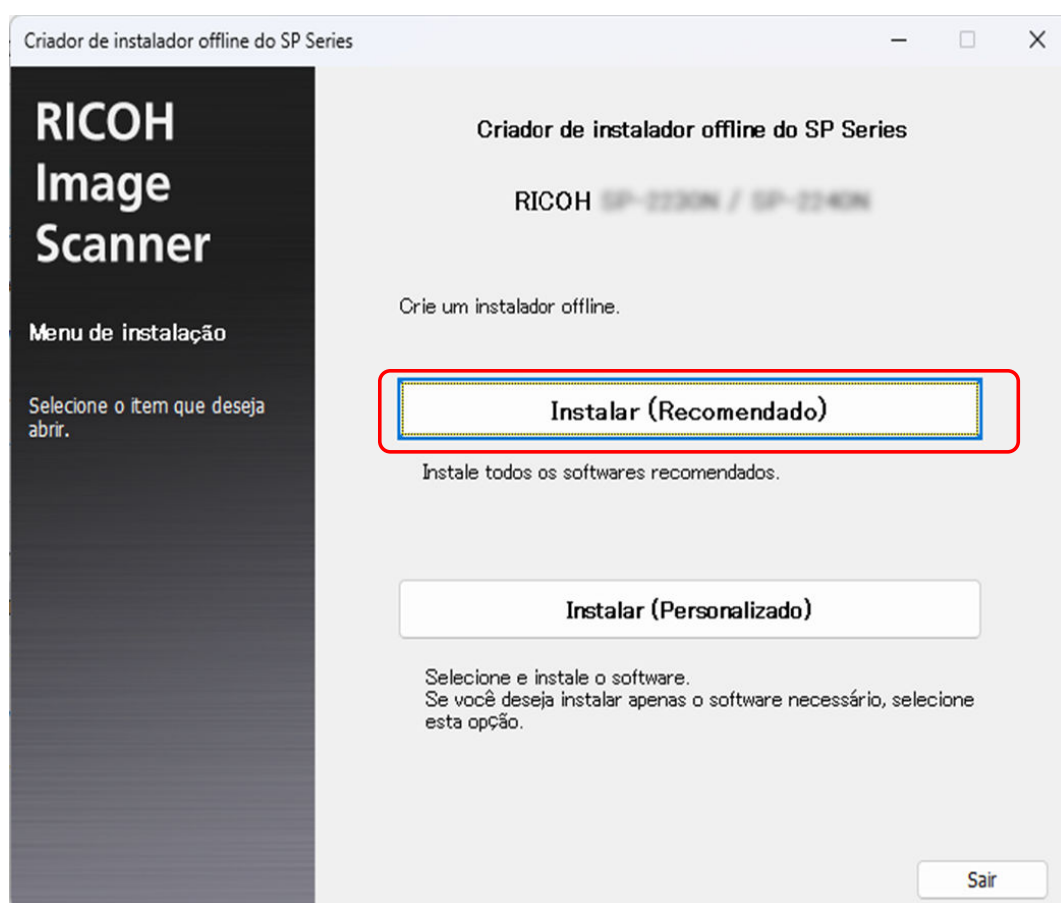 Criador de instalador offline do SP Series
RICOH
Image
Scanner
Menu de instalação
Selecione o item que deseja
abrir.
Criador de instalador offline do SP Series
RICOH
Crie um instalador offline.
Instalar (Recomendado)
Instale todos os softwares recomendados.
Instalar (Personalizado)
Selecione e instale o software.
Se você deseja instalar apenas o software necessário, selecione
esta opção.
Sair